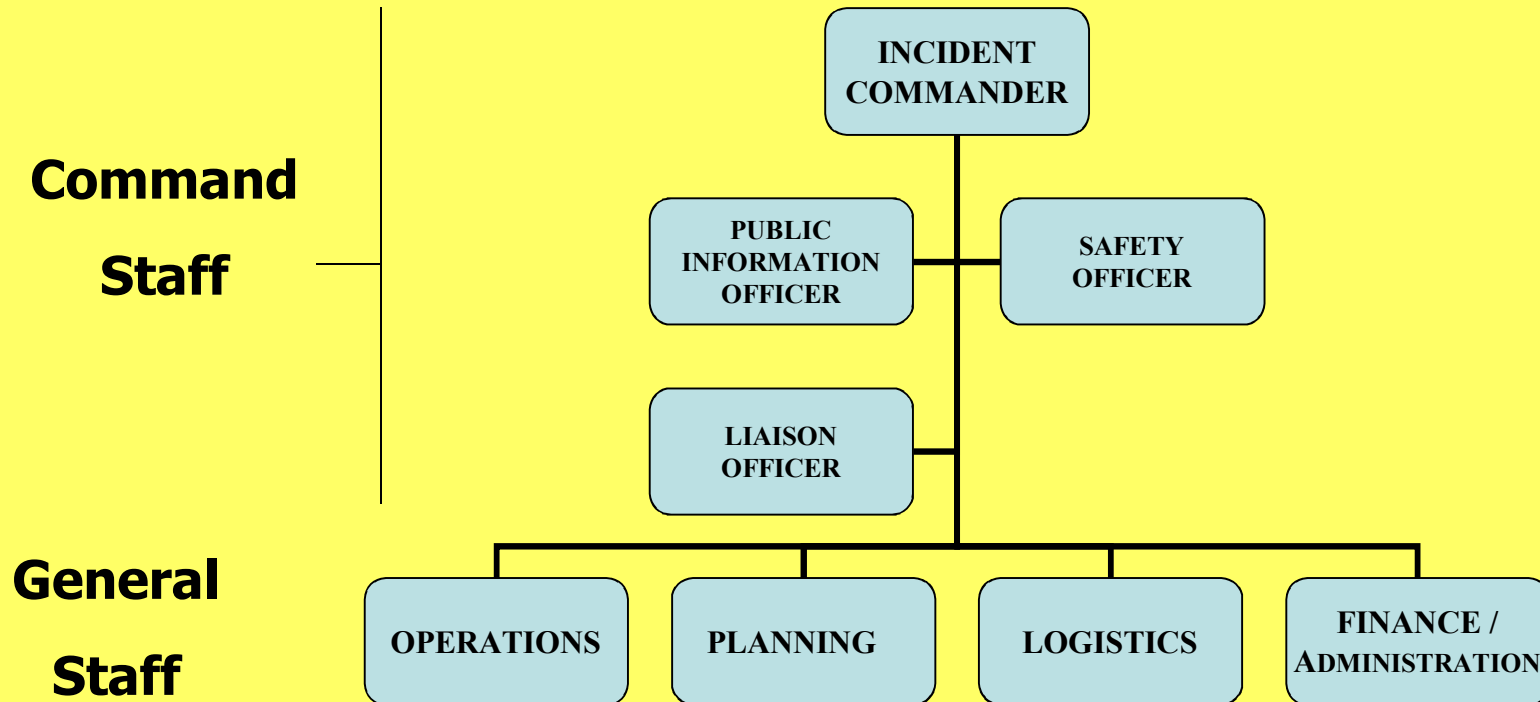 INCIDENT
COMMANDER
Command
Staff
PUBLIC
INFORMATION
OFFICER
SAFETY
OFFICER
LIAISON
OFFICER
General
Staff
OPERATIONS
PLANNING
LOGISTICS
FINANCE /
ADMINISTRATION